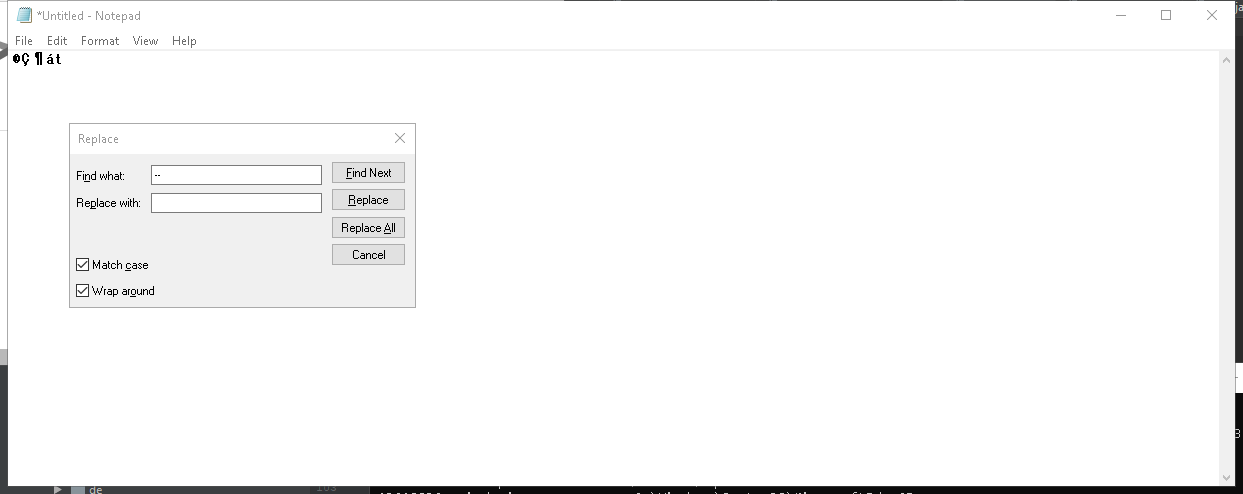 *Untitled - Notepad
File Edit Format View Help
©Ç ¶ át
Replace
Find what: --
Find Next
Replace with:
Replace
Replace All
Cancel
Match case
Wrap around
de
103